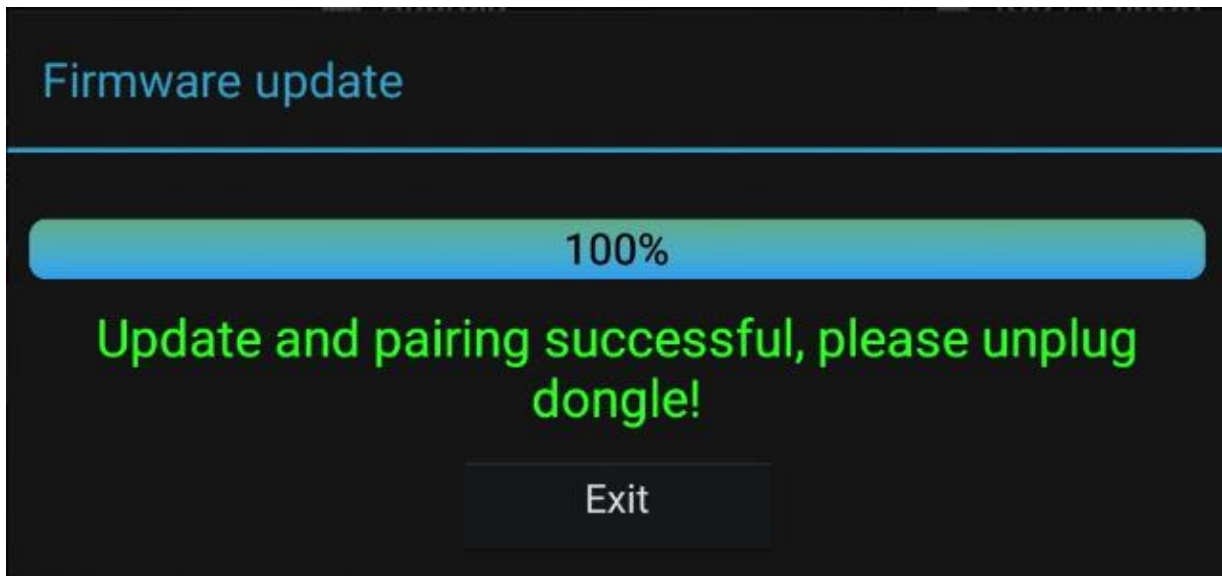 Firmware update
100%
Update and pairing successful, please unplug
dongle!
Exit